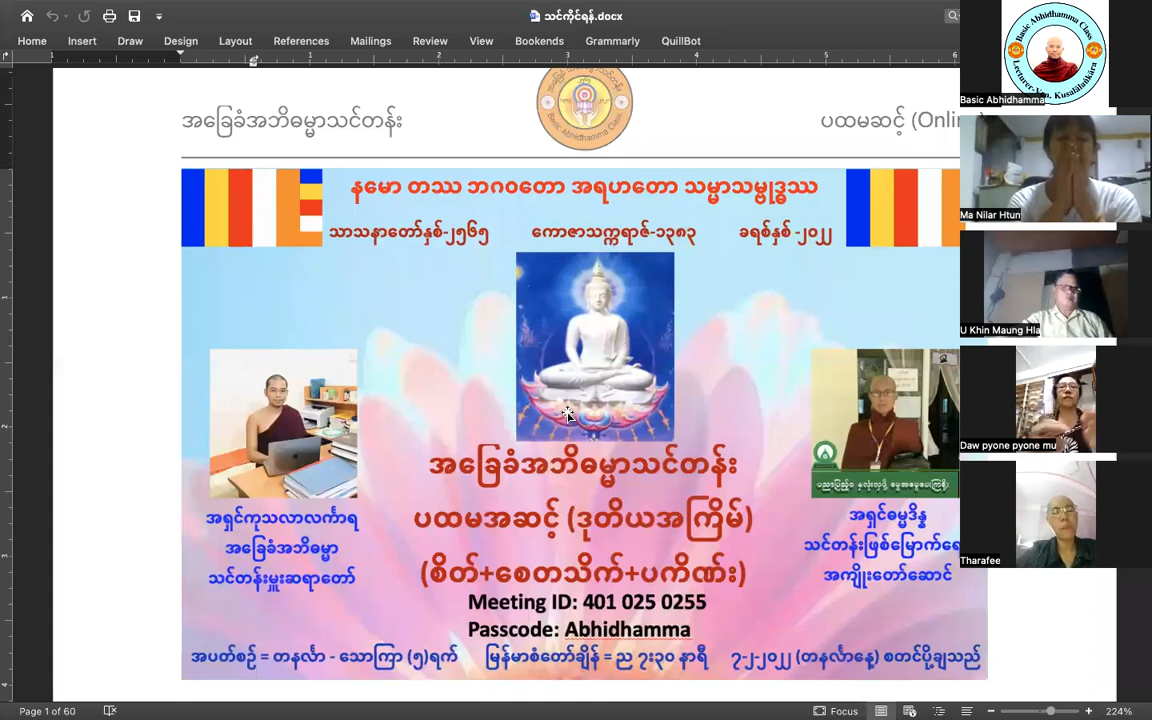 သင်ကိုင်ရန်.docx
Home Insert Draw Design Layout References Mailings Review View Bookends Grammarly QuillBot
အခြေခံအဘိဓမ္မာသင်တန်း
Basic Abhidhamma Class
ပထမဆင့် (Onlin
နမော တဿ ဘဂဝတော အရဟတော သမ္မာသမ္ဗုဒ္ဓဿ
သာသနာတော်နှစ်-၂၅၆၅ ကောဇာသက္ကရာဇ်-၁၃၈၃ ခရစ်နှစ် -၂၀၂၂
အခြေခံအဘိဓမ္မာသင်တန်း
ပထမအဆင့် (ဒုတိယအကြိမ်)
(စိတ်+စေတသိက်+ပကိဏ်း)
Meeting ID: 401 025 0255
Passcode: Abhidhamma
အရှင်ကုသလာလင်္ကာရ
အခြေခံအဘိဓမ္မာ
သင်တန်းမှူးဆရာတော်
အရှင်ဓမ္မဒိန္န
သင်တန်းဖြစ်မြောက်ရေး
အကျိုးတော်ဆောင်
အပတ်စဉ် = တနင်္လာ - သောကြာ (၅)ရက် မြန်မာစံတော်ချိန် = ည ၇:၃၀ နာရီ ၇-၂-၂၀၂၂ (တနင်္လာနေ့) စတင်ပို့ချသည်
Basic Abhidhamma Class
Lecturer-Ven. Kusalālaṅkāra
Basic Abhidhamma
Ma Nilar Htun
U Khin Maung Hla
Daw pyone pyone mu
Tharafee
Page 1 of 60
Focus
224%